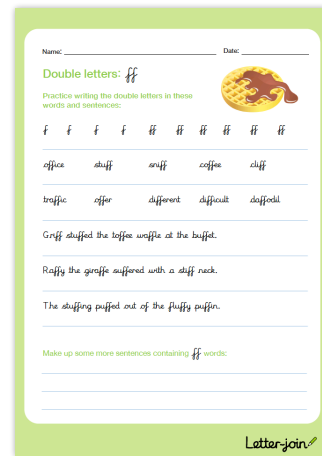 Name: Date:
Double letters: ff
Practice writing the double letters in these
words and sentences:
f f f f ff ff ff ff ff ff
office stuff sniff coffee cliff
traffic offer different difficult daffodil
Griff stuffed the toffee waffle at the buffet.
Raffy the giraffe suffered with a stiff neck.
The stuffing puffed out of the fluffy puffin.
Make up some more sentences containing ff words:
Letter-join